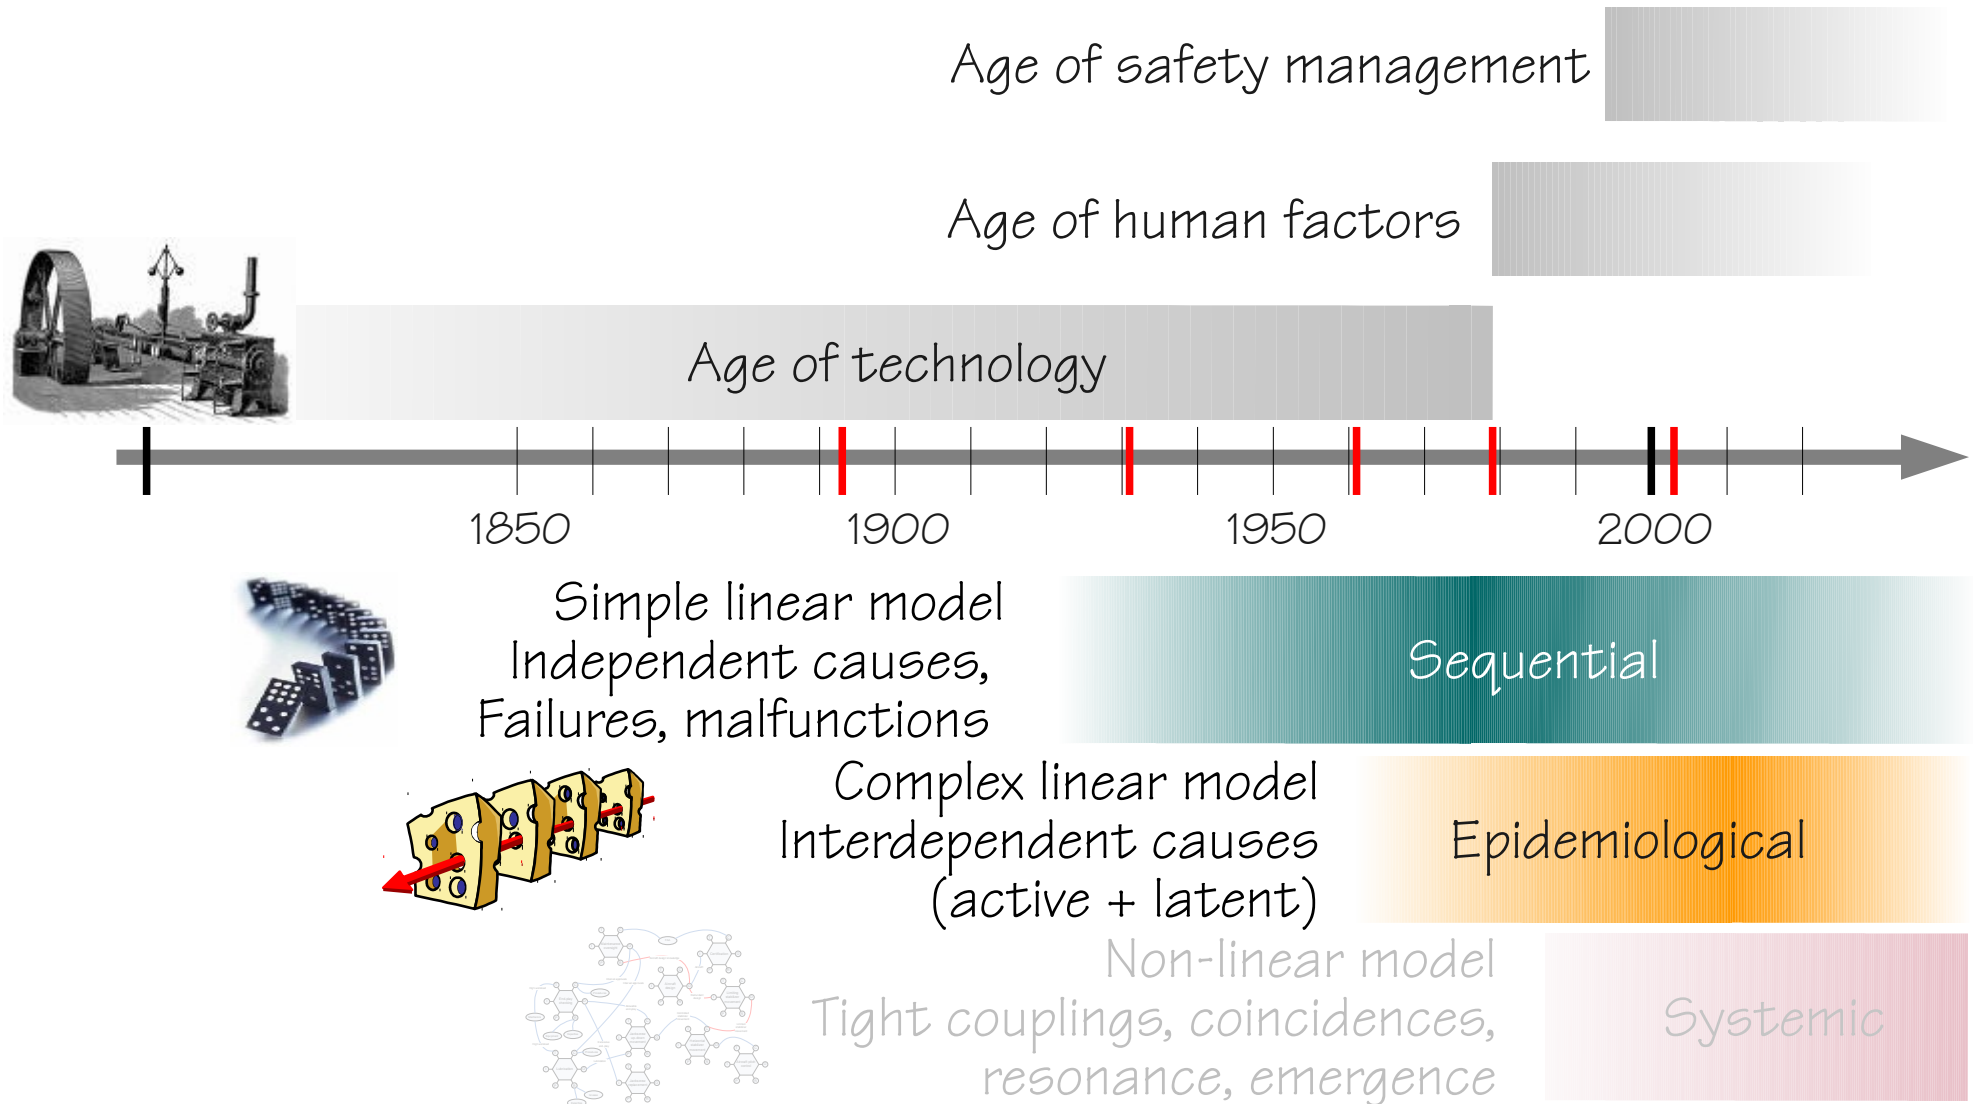 Age of safety management
Age of human factors
Age of technology
1850 1900 1950 2000
Simple linear model
Independent causes,
Failures, malfunctions
Sequential
Complex linear model
Interdependent causes
(active + latent)
Epidemiological
Non-linear model
Tight couplings, coincidences,
resonance, emergence
Systemic